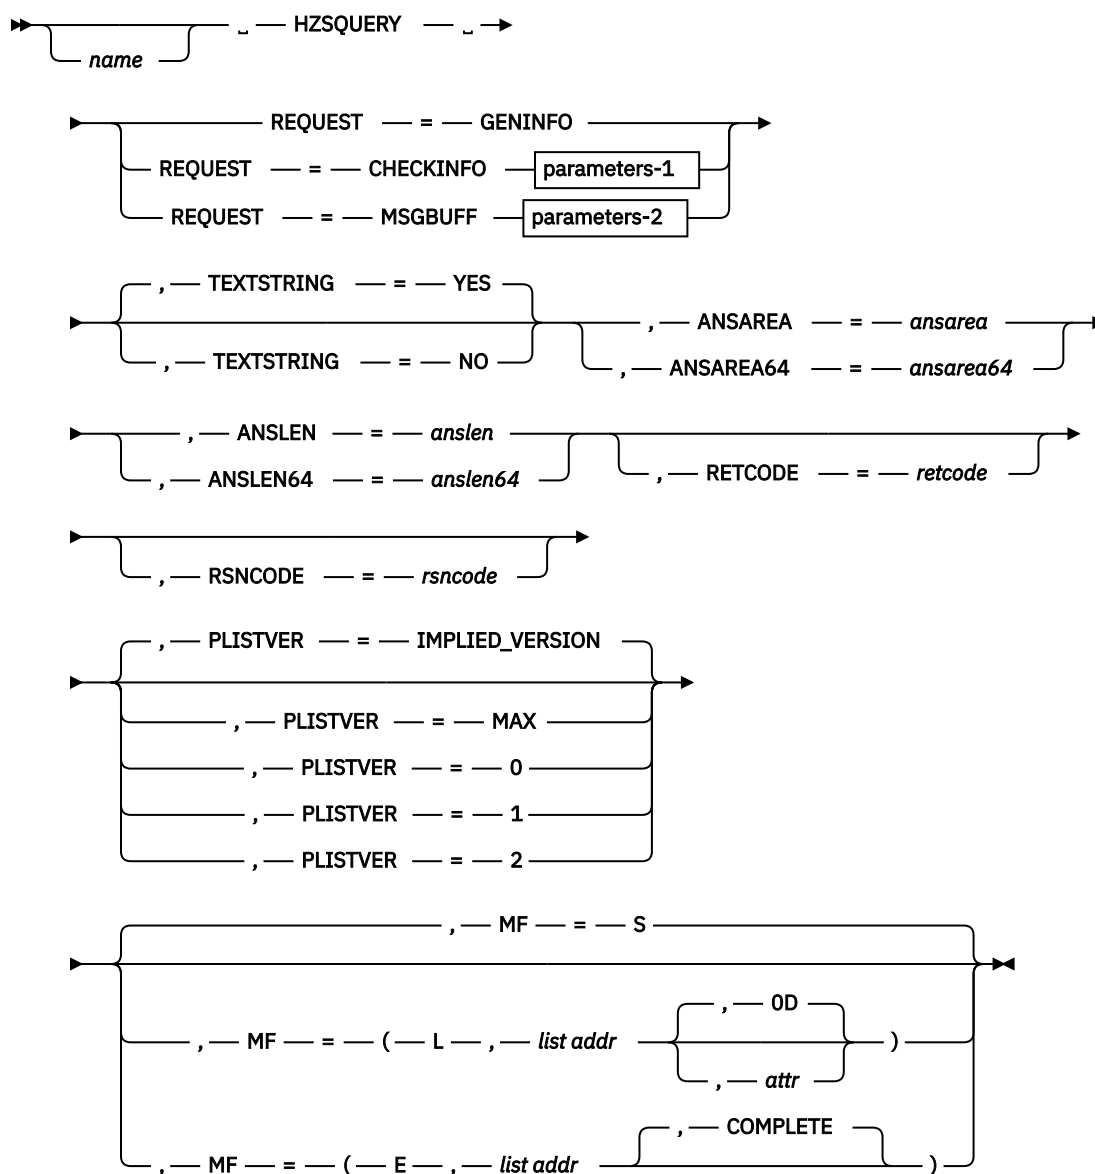 HZSQUERY
name
REQUEST = GENINFO
REQUEST = CHECKINFO parameters-1
REQUEST = MSGBUFF parameters-2
, TEXTSTRING = YES
, TEXTSTRING = NO
, ANSAREA = ansarea
, ANSAREA64 = ansarea64
, ANSLEN = anslen
, ANSLEN64 = anslen64
, RETCODE = retcode
, RSNCODE = rsncode
, PLISTVER = IMPLIED_VERSION
, PLISTVER = MAX
, PLISTVER = 0
, PLISTVER = 1
, PLISTVER = 2
, MF = S
, 0D
, MF = ( L , list addr )
, attr
, COMPLETE
, MF = ( E , list addr )